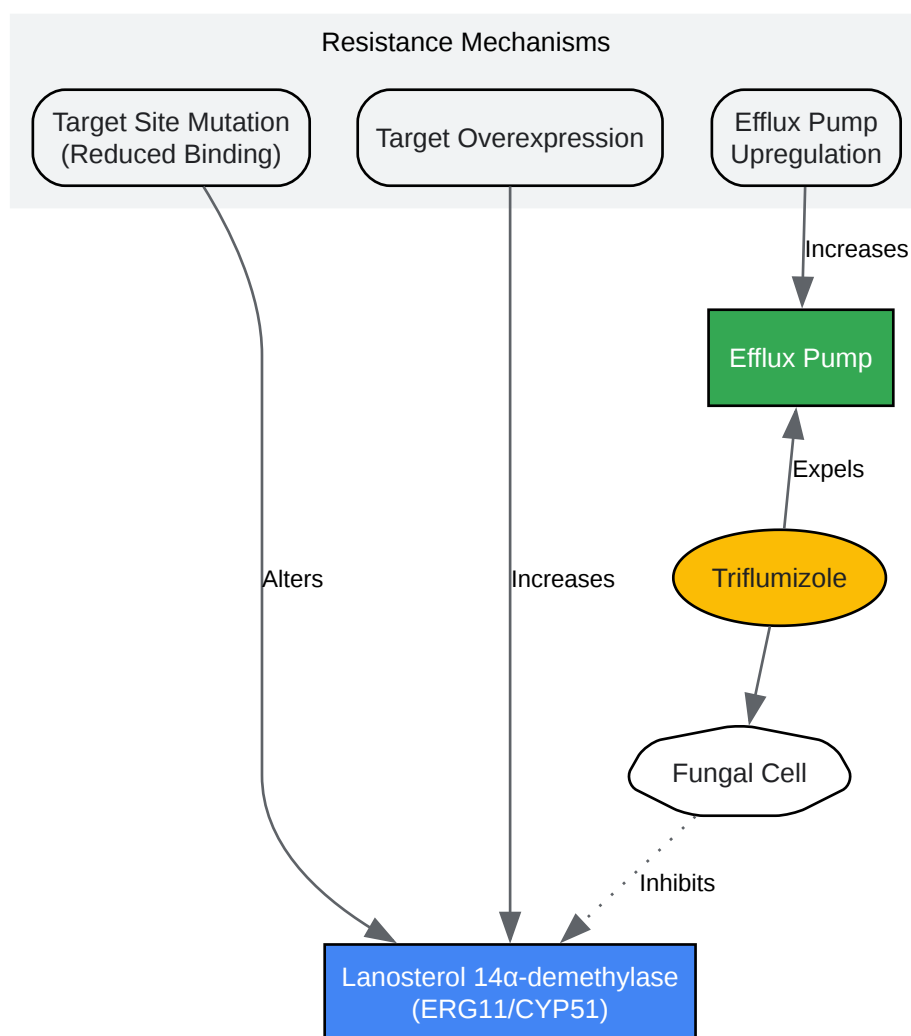 Resistance Mechanisms
Target Site Mutation
(Reduced Binding)
Target Overexpression
Efflux Pump
Upregulation
Increases
Efflux Pump
Expels
Triflumizole
Alters
Increases
Fungal Cell
Inhibits
Lanosterol 14α-demethylase
(ERG11/CYP51)